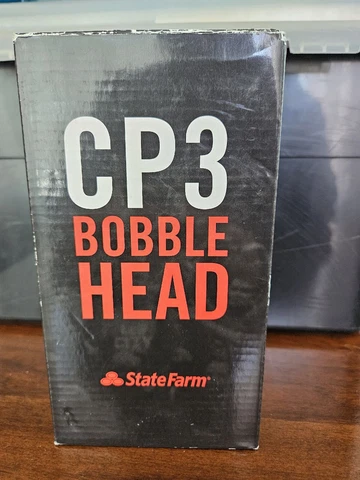 CP3
BOBBLE
HEAD
StateFarm®